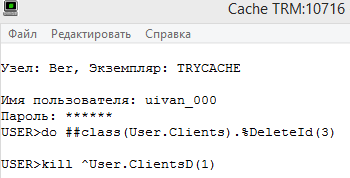 Cache TRM:10716
Файл Редактировать Справка
Узел: Ber, Экземпляр: TRYCACHE
Имя пользователя: uivan_000
Пароль: ******
USER>do ##class(User.Clients).%DeleteId(3)
USER>kill ^User.ClientsD(1)